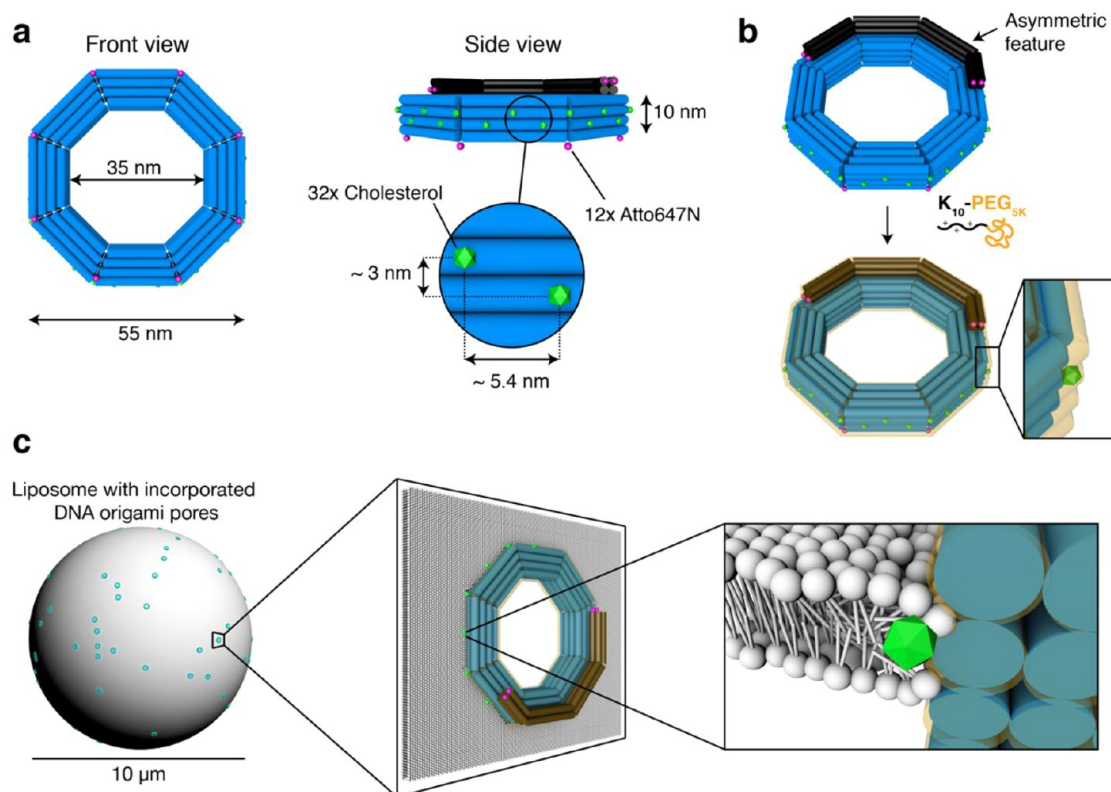 a
Front view
35 nm
55 nm
Side view
10 nm
32x Cholesterol
12x Atto647N
~ 3 nm
~ 5.4 nm
b
Asymmetric
feature
K10-PEG5K
+ + +
c
Liposome with incorporated
DNA origami pores
10 μm